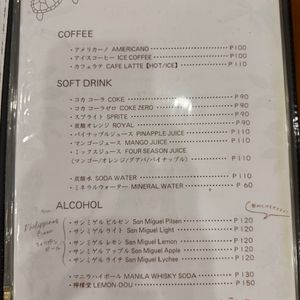 COFFEE
・アメリカーノ AMERICANO P100
・アイスコーヒー ICE COFFEE P100
・カフェラテ CAFE LATTE【HOT/ICE】 P110
SOFT DRINK
・コカ コーラ COKE P90
・コカ コーラゼロ COKE ZERO P90
・スプライト SPRITE P90
・炭酸オレンジ ROYAL P90
・パイナップルジュース PINAPPLE JUICE P110
・マンゴージュース MANGO JUICE P110
・ミックスジュース FOUR SEASON JUICE
(マンゴー/オレンジ/グアバ/パイナップル) P110
・炭酸水 SODA WATER P110
・ミネラルウォーター MINERAL WATER P 60
ALCOHOL
・サンミゲル ピルセン San Miguel Pilsen P120
・サンミゲル ライト San Miguel Light P120
・サンミゲル レモン San Miguel Lemon P120
・サンミゲル アップル San Miguel Apple P120
・サンミゲル ライチ San Miguel Lychee P120
・マニラハイボール MANILA WHISKY SODA P130
・檸檬堂 LEMON-DOU P150